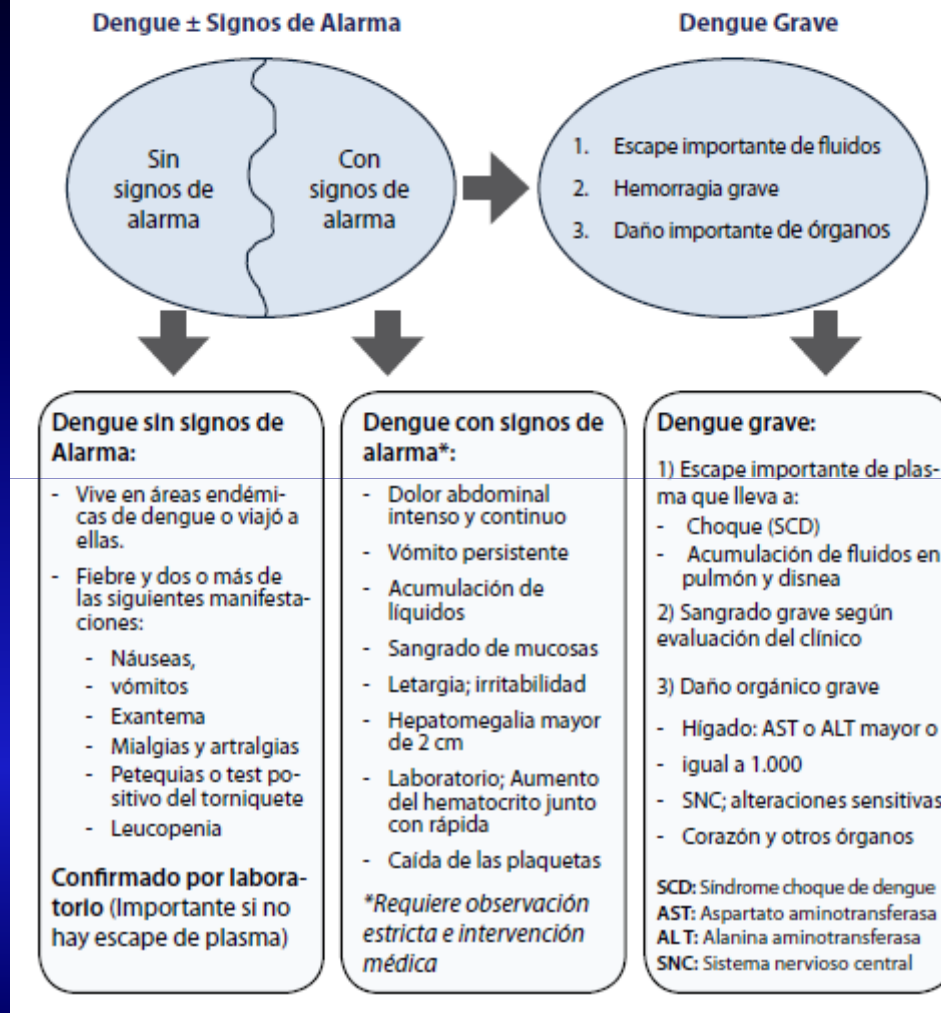 Dengue ± Signos de Alarma
Dengue Grave
Sin
signos de
alarma
Con
signos de
alarma
1. Escape importante de fluidos
2. Hemorragia grave
3. Daño importante de órganos
Dengue sin signos de
Alarma:
- Vive en áreas endémi-
cas de dengue o viajó a
ellas.
- Fiebre y dos o más de
las siguientes manifesta-
ciones:
- Náuseas,
- vómitos
- Exantema
- Mialgias y artralgias
- Petequias o test po-
sitivo del torniquete
- Leucopenia
Confirmado por labora-
torio (Importante si no
hay escape de plasma)
Dengue con signos de
alarma*:
- Dolor abdominal
intenso y continuo
- Vómito persistente
- Acumulación de
líquidos
- Sangrado de mucosas
- Letargia; irritabilidad
- Hepatomegalia mayor
de 2 cm
- Laboratorio; Aumento
del hematocrito junto
con rápida
- Caída de las plaquetas
*Requiere observación
estricta e intervención
médica
Dengue grave:
1) Escape importante de plas-
ma que lleva a:
- Choque (SCD)
- Acumulación de fluidos en
pulmón y disnea
2) Sangrado grave según
evaluación del clínico
3) Daño orgánico grave
- Hígado: AST o ALT mayor o
- igual a 1.000
- SNC; alteraciones sensitivas
- Corazón y otros órganos
SCD: Síndrome choque de dengue
AST: Aspartato aminotransferasa
ALT: Alanina aminotransferasa
SNC: Sistema nervioso central